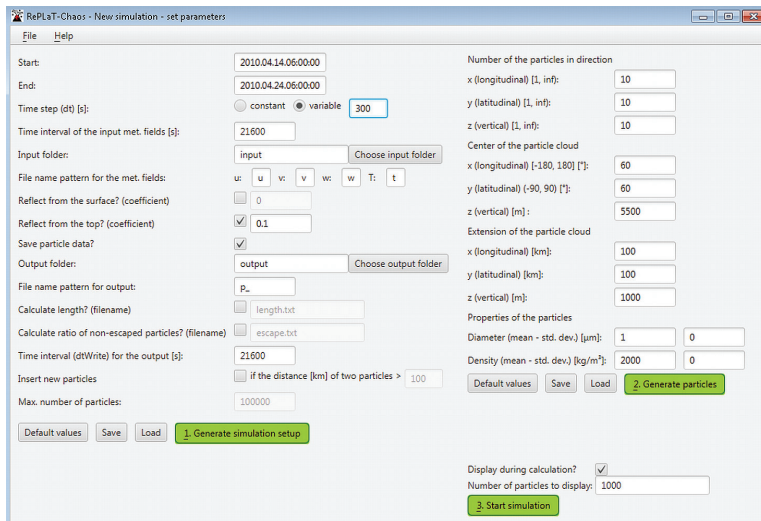 RePLaT-Chaos - New simulation - set parameters
File Help
Start: 2010.04.14.06:00:00
End: 2010.04.24.06:00:00
Time step (dt) [s]: constant variable 300
Time interval of the input met. fields [s]: 21600
Input folder: input Choose input folder
File name pattern for the met. fields: u: u v: v w: w T: t
Reflect from the surface? (coefficient) 0
Reflect from the top? (coefficient) 0.1
Save particle data?
Output folder: output Choose output folder
File name pattern for output: p_
Calculate length? (filename) length.txt
Calculate ratio of non-escaped particles? (filename) escape.txt
Time interval (dtWrite) for the output [s]: 21600
Insert new particles if the distance [km] of two particles > 100
Max. number of particles: 100000
Default values Save Load 1. Generate simulation setup
Number of the particles in direction
x (longitudinal) [1, inf): 10
y (latitudinal) [1, inf): 10
z (vertical) [1, inf): 10
Center of the particle cloud
x (longitudinal) [-180, 180] [°]: 60
y (latitudinal) (-90, 90) [°]: 60
z (vertical) [m] : 5500
Extension of the particle cloud
x (longitudinal) [km]: 100
y (latitudinal) [km]: 100
z (vertical) [m]: 1000
Properties of the particles
Diameter (mean - std. dev.) [µm]: 1 0
Density (mean - std. dev.) [kg/m³]: 2000 0
Default values Save Load 2. Generate particles
Display during calculation?
Number of particles to display: 1000
3. Start simulation